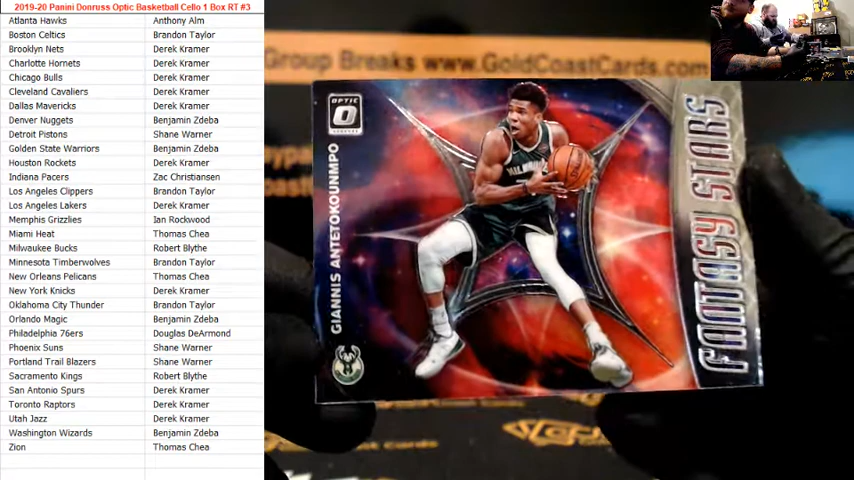 2019-20 Panini Donruss Optic Basketball Cello 1 Box RT #3
Atlanta Hawks Anthony Alm
Boston Celtics Brandon Taylor
Brooklyn Nets Derek Kramer
Charlotte Hornets Derek Kramer
Chicago Bulls Derek Kramer
Cleveland Cavaliers Derek Kramer
Dallas Mavericks Derek Kramer
Denver Nuggets Benjamin Zdeba
Detroit Pistons Shane Warner
Golden State Warriors Benjamin Zdeba
Houston Rockets Derek Kramer
Indiana Pacers Zac Christiansen
Los Angeles Clippers Brandon Taylor
Los Angeles Lakers Derek Kramer
Memphis Grizzlies Ian Rockwood
Miami Heat Thomas Chea
Milwaukee Bucks Robert Blythe
Minnesota Timberwolves Brandon Taylor
New Orleans Pelicans Thomas Chea
New York Knicks Derek Kramer
Oklahoma City Thunder Brandon Taylor
Orlando Magic Benjamin Zdeba
Philadelphia 76ers Douglas DeArmond
Phoenix Suns Shane Warner
Portland Trail Blazers Shane Warner
Sacramento Kings Robert Blythe
San Antonio Spurs Derek Kramer
Toronto Raptors Derek Kramer
Utah Jazz Derek Kramer
Washington Wizards Benjamin Zdeba
Zion Thomas Chea
Group Breaks www.GoldCoastCards.com
OPTIC
GIANNIS ANTETOKOUNMPO
FANTASY STARS
Cards